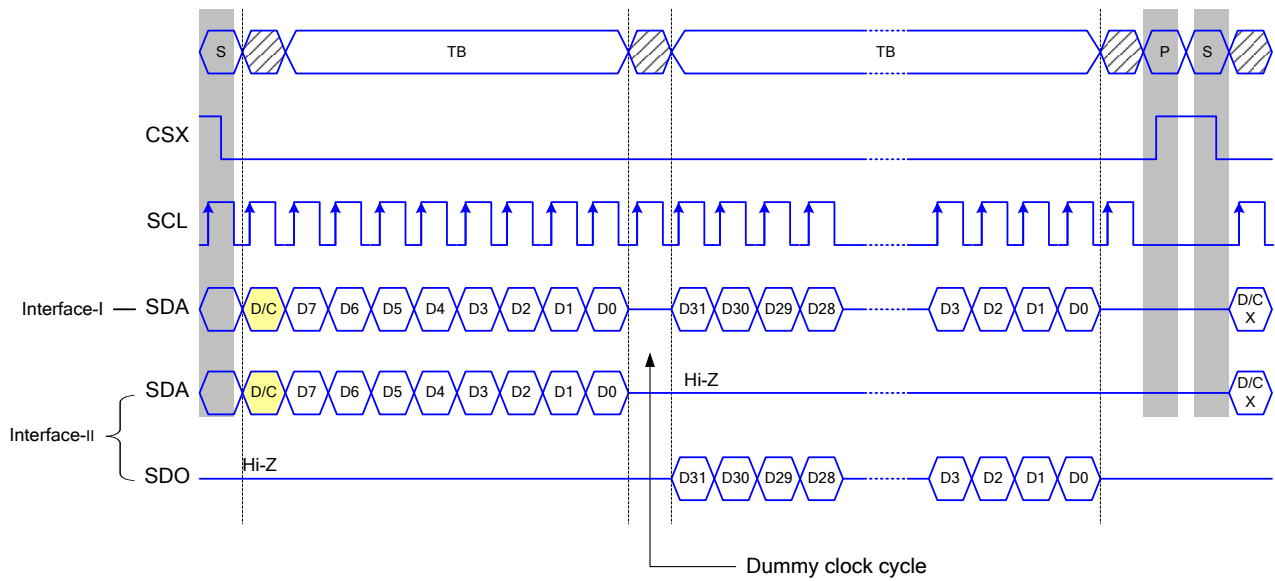 S TB TB P S
CSX
SCL
Interface-I SDA D/C D7 D6 D5 D4 D3 D2 D1 D0 D31 D30 D29 D28 D3 D2 D1 D0 D/C
X
Hi-Z
SDA D/C D7 D6 D5 D4 D3 D2 D1 D0 D/C
X
Interface-II
Hi-Z
SDO D31 D30 D29 D28 D3 D2 D1 D0
Dummy clock cycle